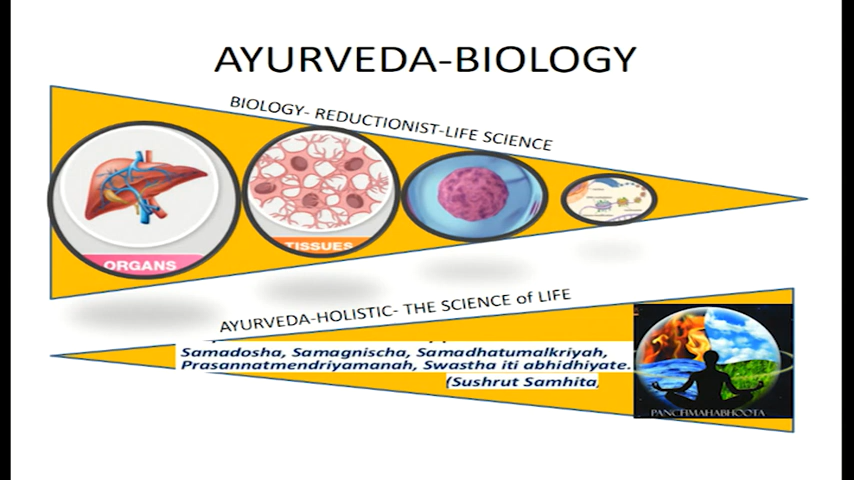 AYURVEDA-BIOLOGY
BIOLOGY- REDUCTIONIST-LIFE SCIENCE
ORGANS
TISSUES
AYURVEDA-HOLISTIC- THE SCIENCE of LIFE
Samadosha, Samagnischa, Samadhatumalkriyah,
Prasannatmendriyamanah, Swastha iti abhidhiyate.
(Sushrut Samhita,
PANCHMAHABHOOTA